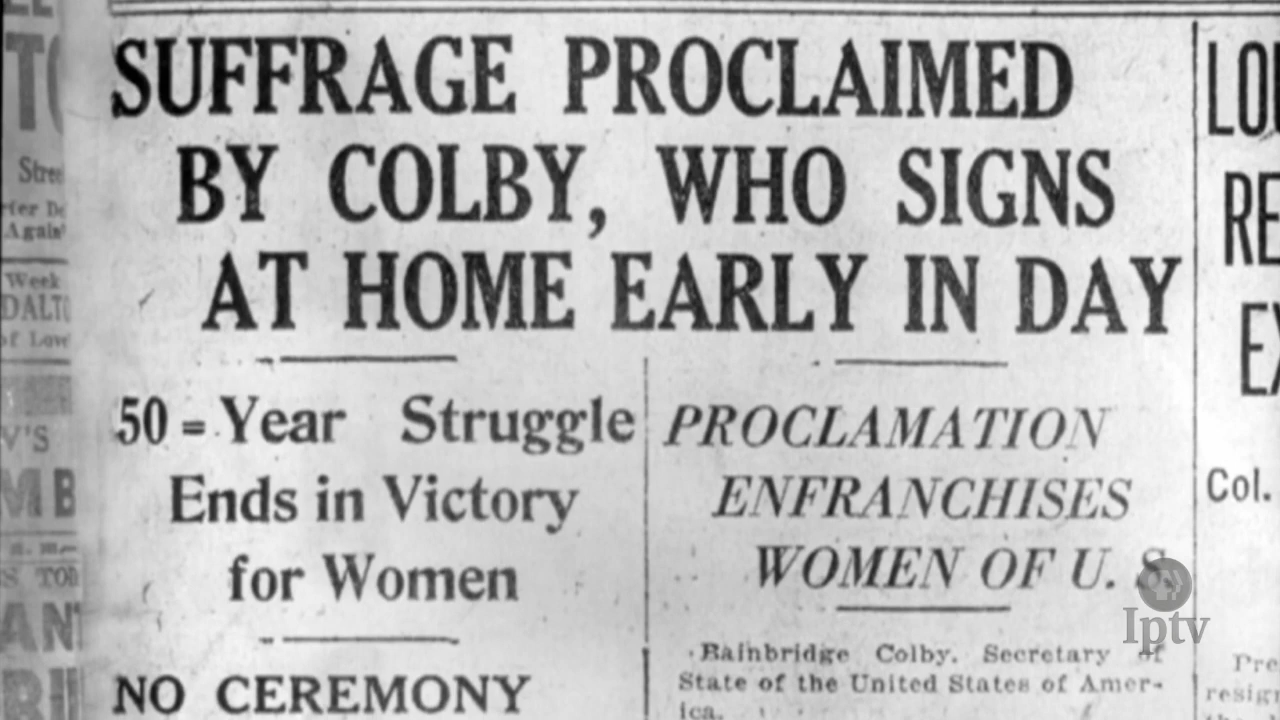 SUFFRAGE PROCLAIMED
BY COLBY, WHO SIGNS
AT HOME EARLY IN DAY
50=Year Struggle
Ends in Victory
for Women
NO CEREMONY
PROCLAMATION
ENFRANCHISES
WOMEN OF U. S.
Bainbridge Colby, Secretary of
State of the United States of Amer-
ica.
Col.
Week
Iptv